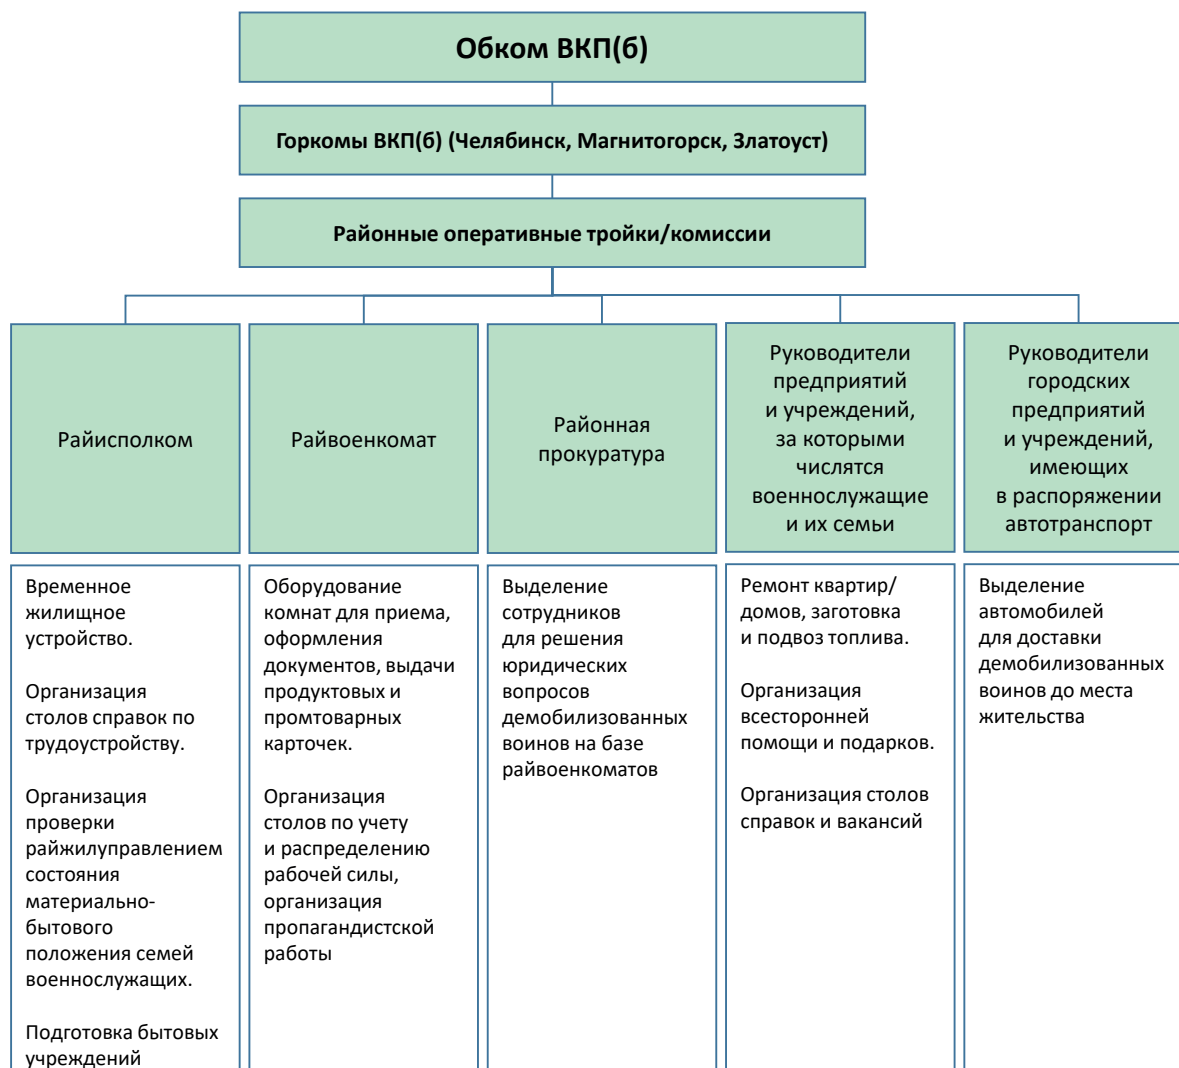 Обком ВКП(б)
Горкомы ВКП(б) (Челябинск, Магнитогорск, Златоуст)
Районные оперативные тройки/комиссии
Райисполком
Райвоенкомат
Районная
прокуратура
Руководители
предприятий
и учреждений,
за которыми
числятся
военнослужащие
и их семьи
Руководители
городских
предприятий
и учреждений,
имеющих
в распоряжении
автотранспорт
Временное
жилищное
устройство.
Организация
столов справок по
трудоустройству.
Организация
проверки
райжилуправлением
состояния
материально-
бытового
положения семей
военнослужащих.
Подготовка бытовых
учреждений
Оборудование
комнат для приема,
оформления
документов, выдачи
продуктовых и
промтоварных
карточек.
Организация
столов по учету
и распределению
рабочей силы,
организация
пропагандистской
работы
Выделение
сотрудников
для решения
юридических
вопросов
демобилизованных
воинов на базе
райвоенкоматов
Ремонт квартир/
домов, заготовка
и подвоз топлива.
Организация
всесторонней
помощи и подарков.
Организация столов
справок и вакансий
Выделение
автомобилей
для доставки
демобилизованных
воинов до места
жительства